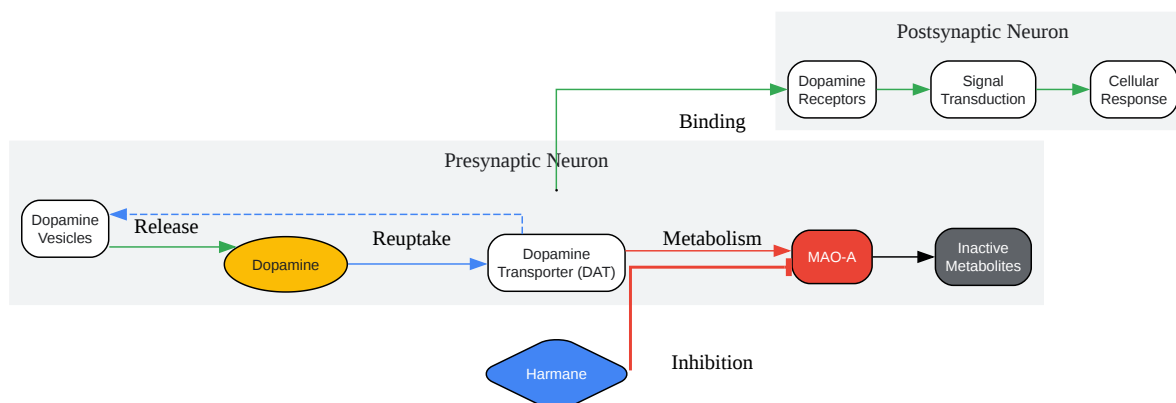 Postsynaptic Neuron
Dopamine
Receptors
Signal
Transduction
Cellular
Response
Binding
Presynaptic Neuron
Dopamine
Vesicles
Release
Dopamine
Reuptake
Dopamine
Transporter (DAT)
Metabolism
MAO-A
Inactive
Metabolites
Harmane
Inhibition